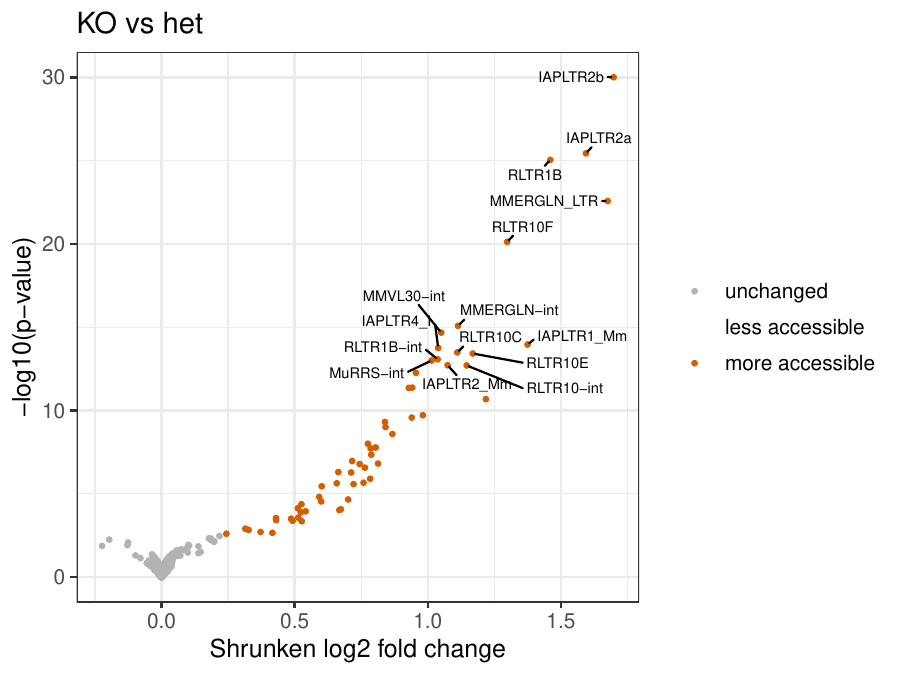 KO vs het
IAPLTR2b
IAPLTR2a
RLTR1B
MMERGLN_LTR
RLTR10F
MMVL30−int
MMERGLN−int
IAPLTR4_I
RLTR10C
IAPLTR1_Mm
RLTR1B−int
RLTR10E
MuRRS−int
IAPLTR2_Mm
RLTR10−int
30
20
10
0
−log10(p−value)
0.0
0.5
1.0
1.5
Shrunken log2 fold change
unchanged
less accessible
more accessible